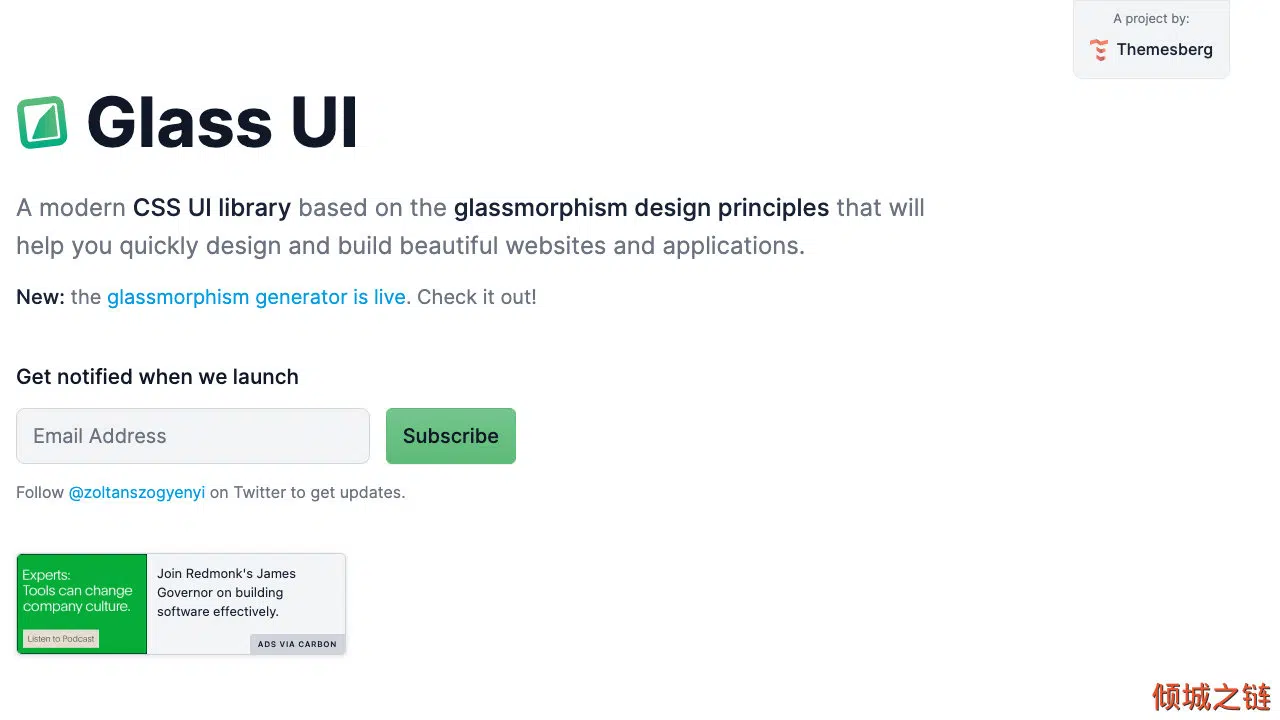 A project by:
Themesberg
Glass UI
A modern CSS UI library based on the glassmorphism design principles that will
help you quickly design and build beautiful websites and applications.
New: the glassmorphism generator is live. Check it out!
Get notified when we launch
Email Address
Subscribe
Follow @zoltanszogyenyi on Twitter to get updates.
Experts:
Tools can change
company culture.
Listen to Podcast
Join Redmonk's James
Governor on building
software effectively.
ADS VIA CARBON
倾城之链